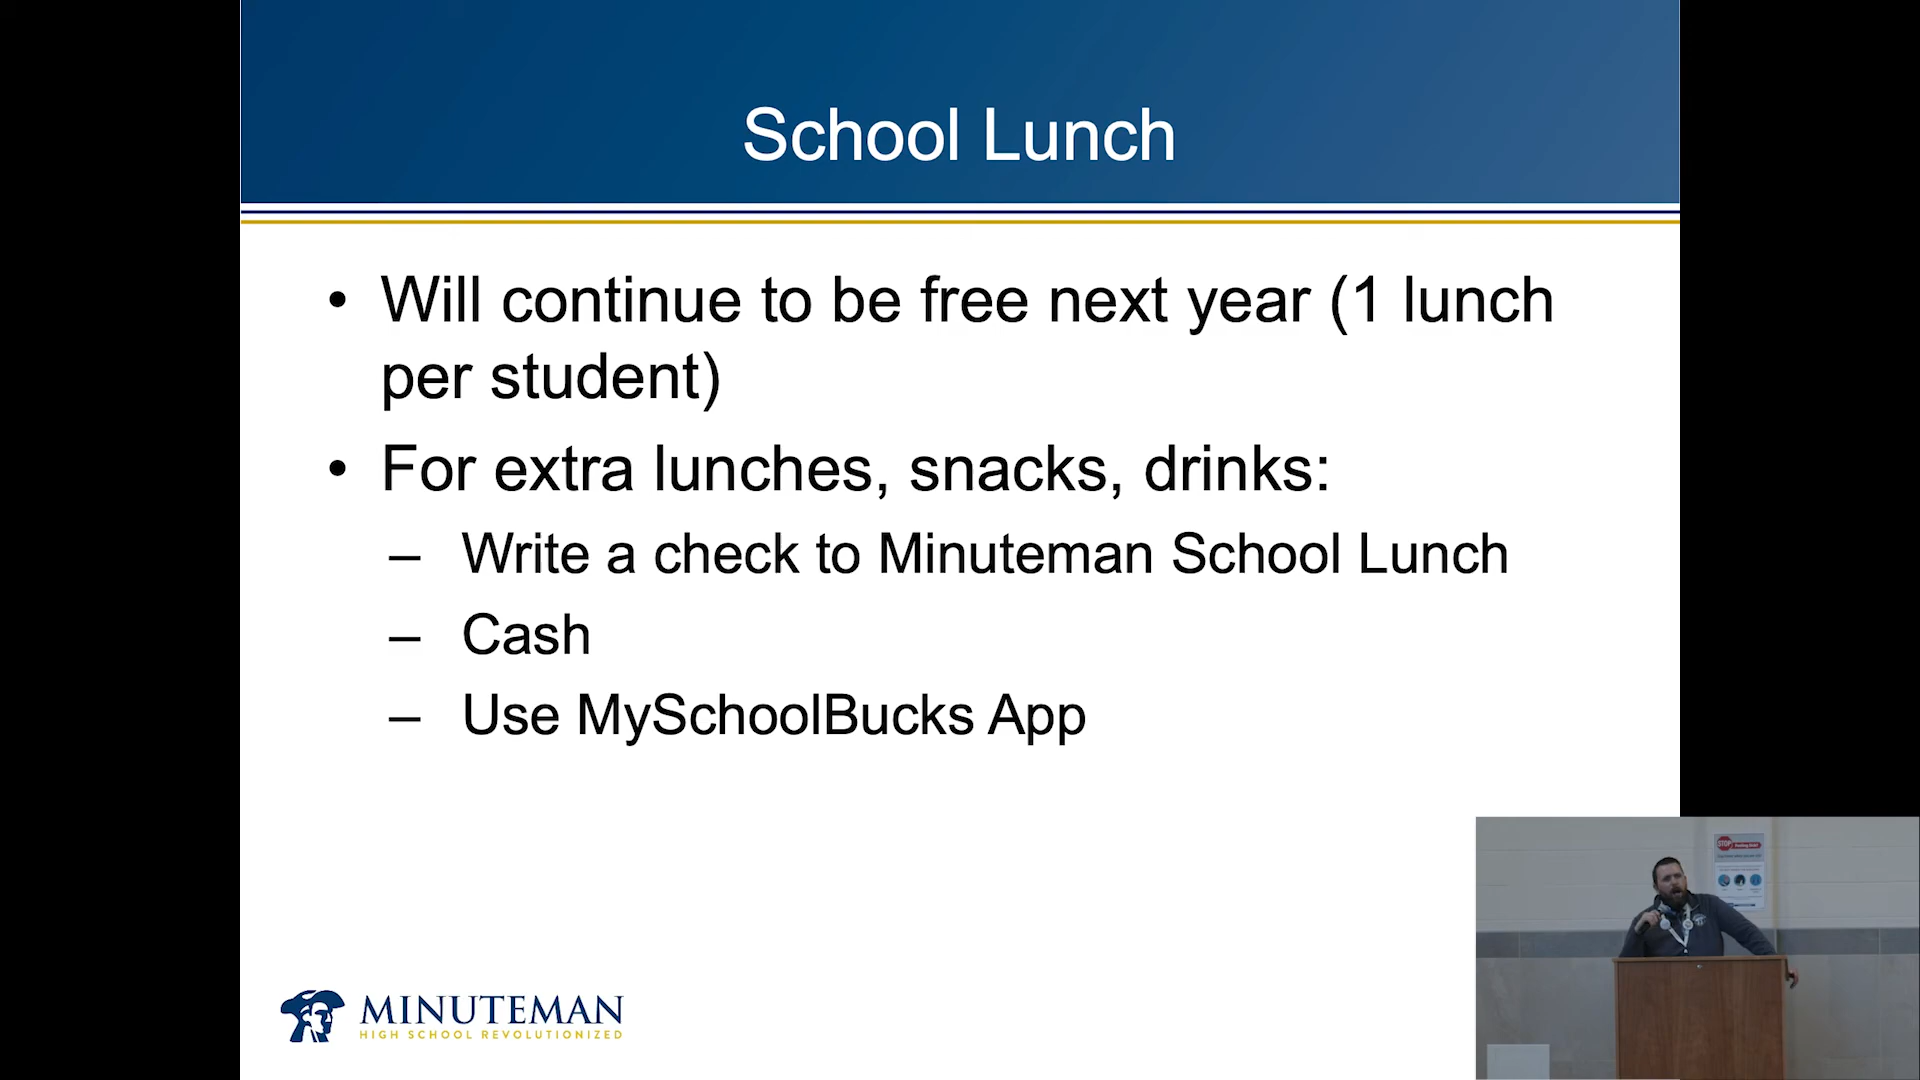 School Lunch
• Will continue to be free next year (1 lunch
per student)
• For extra lunches, snacks, drinks:
– Write a check to Minuteman School Lunch
– Cash
– Use MySchoolBucks App
MINUTEMAN
HIGH SCHOOL REVOLUTIONIZED
STOP